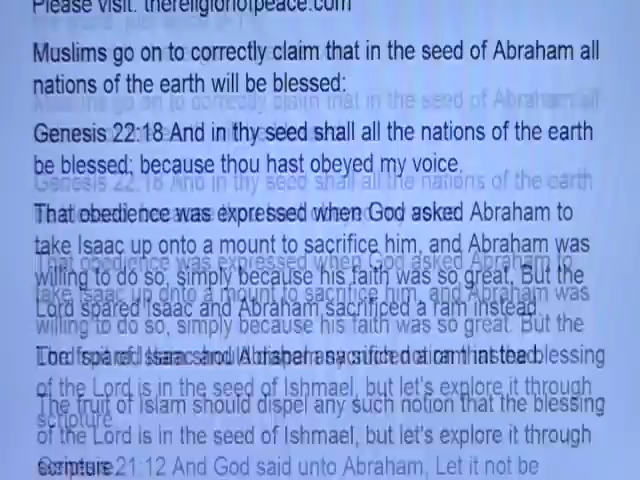 Please visit: thereligionofpeace.com
Muslims go on to correctly claim that in the seed of Abraham all
nations of the earth will be blessed:
Genesis 22:18 And in thy seed shall all the nations of the earth
be blessed; because thou hast obeyed my voice.
That obedience was expressed when God asked Abraham to
take Isaac up onto a mount to sacrifice him, and Abraham was
willing to do so, simply because his faith was so great. But the
Lord spared Isaac and Abraham sacrificed a ram instead.
The fruit of Islam should dispel any such notion that the blessing
of the Lord is in the seed of Ishmael, but let's explore it through
scripture.
Genesis 21:12 And God said unto Abraham, Let it not be